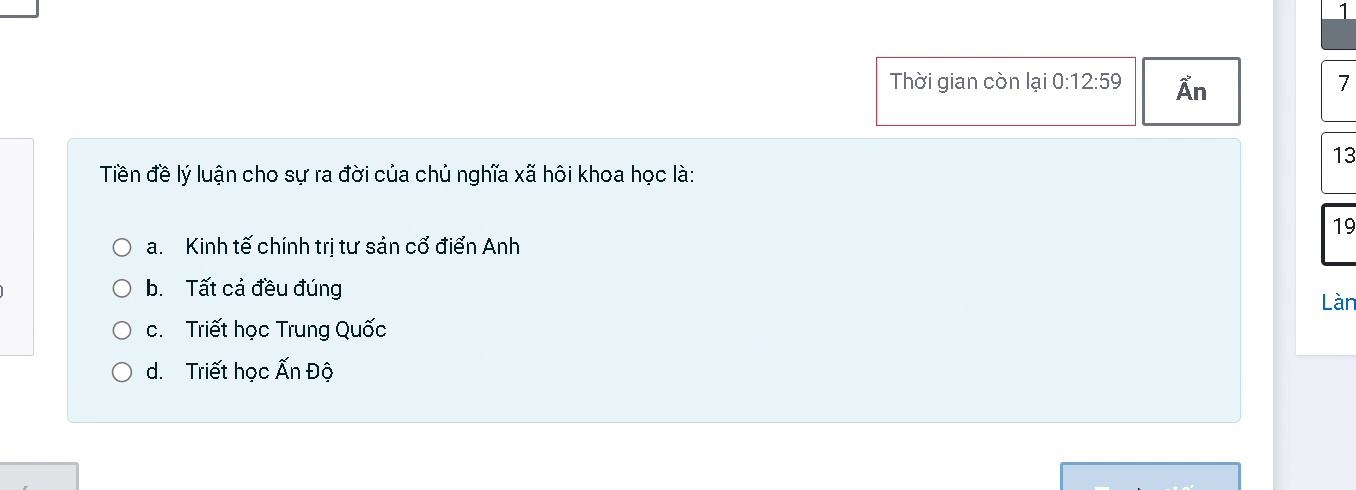 1
Thời gian còn lại 0:12:59
Ẩn
7
Tiền đề lý luận cho sự ra đời của chủ nghĩa xã hôi khoa học là:
13
19
a. Kinh tế chính trị tư sản cổ điển Anh
b. Tất cả đều đúng
c. Triết học Trung Quốc
d. Triết học Ấn Độ